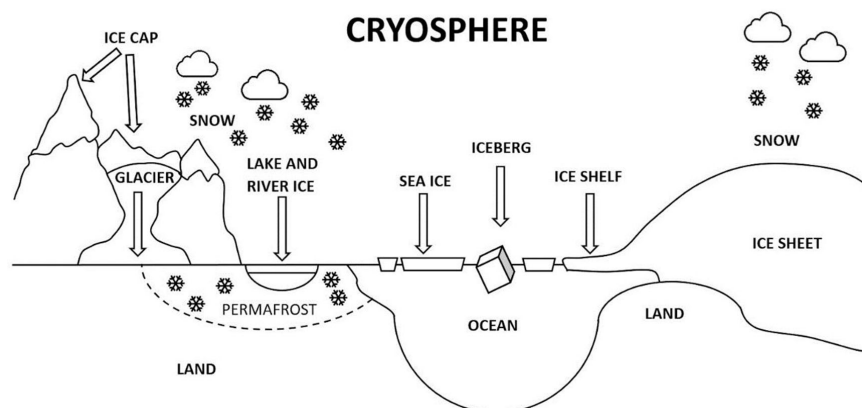 CRYOSPHERE
ICE CAP
SNOW
GLACIER
LAKE AND
RIVER ICE
SEA ICE
ICEBERG
ICE SHELF
SNOW
ICE SHEET
PERMAFROST
OCEAN
LAND
LAND